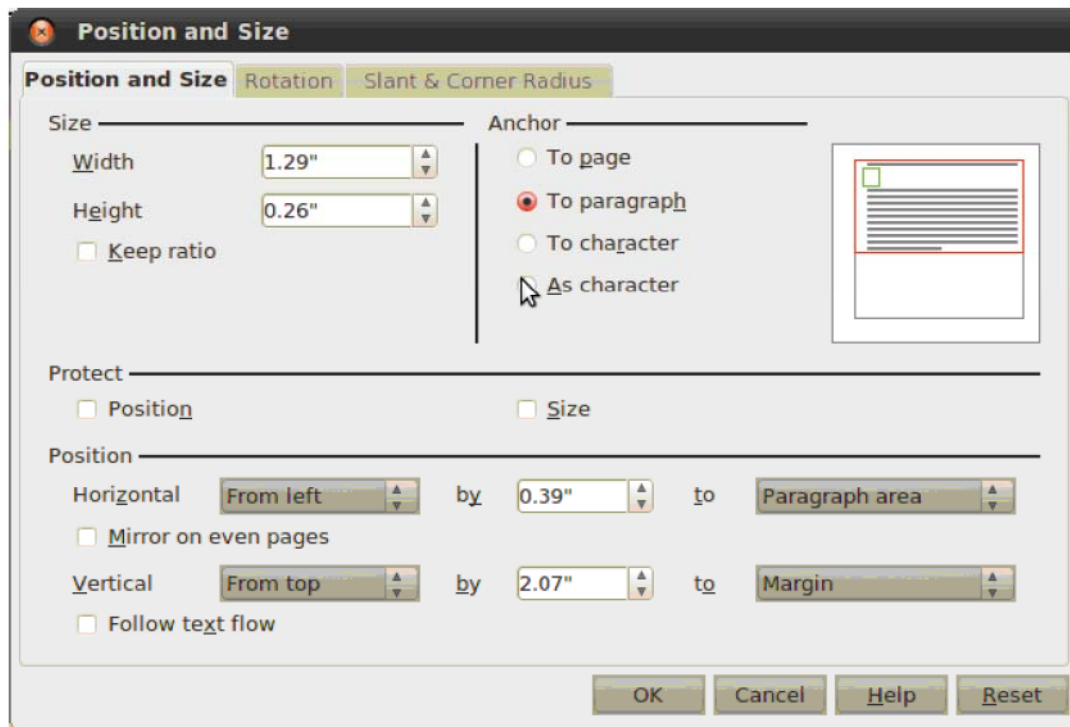 Position and Size
Position and Size Rotation Slant & Corner Radius
Size Anchor
Width 1.29" To page
Height 0.26" To paragraph
Keep ratio To character
As character
Protect
Position Size
Position
Horizontal From left by 0.39" to Paragraph area
Mirror on even pages
Vertical From top by 2.07" to Margin
Follow text flow
OK Cancel Help Reset